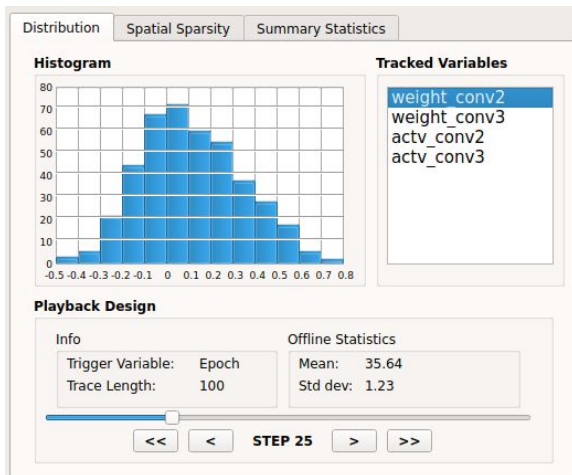 Distribution Spatial Sparsity Summary Statistics
Histogram
80
70
60
50
40
30
20
10
0
-0.5 -0.4 -0.3 -0.2 -0.1 0 0.1 0.2 0.3 0.4 0.5 0.6 0.7 0.8
Tracked Variables
weight_conv2
weight_conv3
actv_conv2
actv_conv3
Playback Design
Info
Trigger Variable: Epoch
Trace Length: 100
Offline Statistics
Mean: 35.64
Std dev: 1.23
<< < STEP 25 > >>